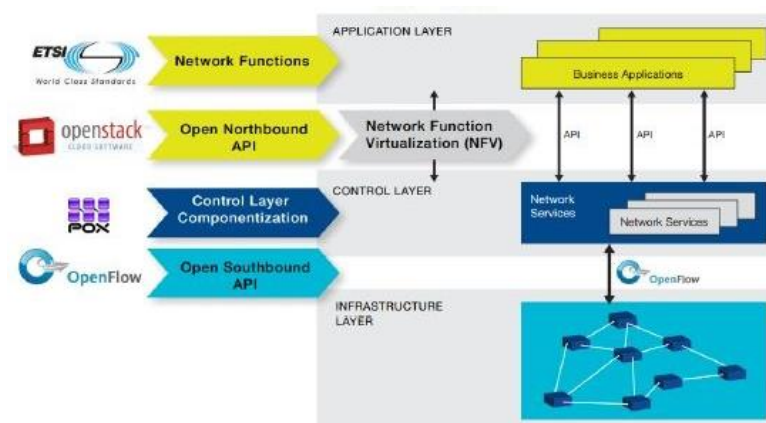 ETSI
World Class Standards
Network Functions
APPLICATION LAYER
Business Applications
openstack
CLOUD SOFTWARE
Open Northbound
API
Network Function
Virtualization (NFV)
API
API
API
POX
Control Layer
Componentization
CONTROL LAYER
Network
Services
Network Services
OpenFlow
Open Southbound
API
OpenFlow
INFRASTRUCTURE
LAYER